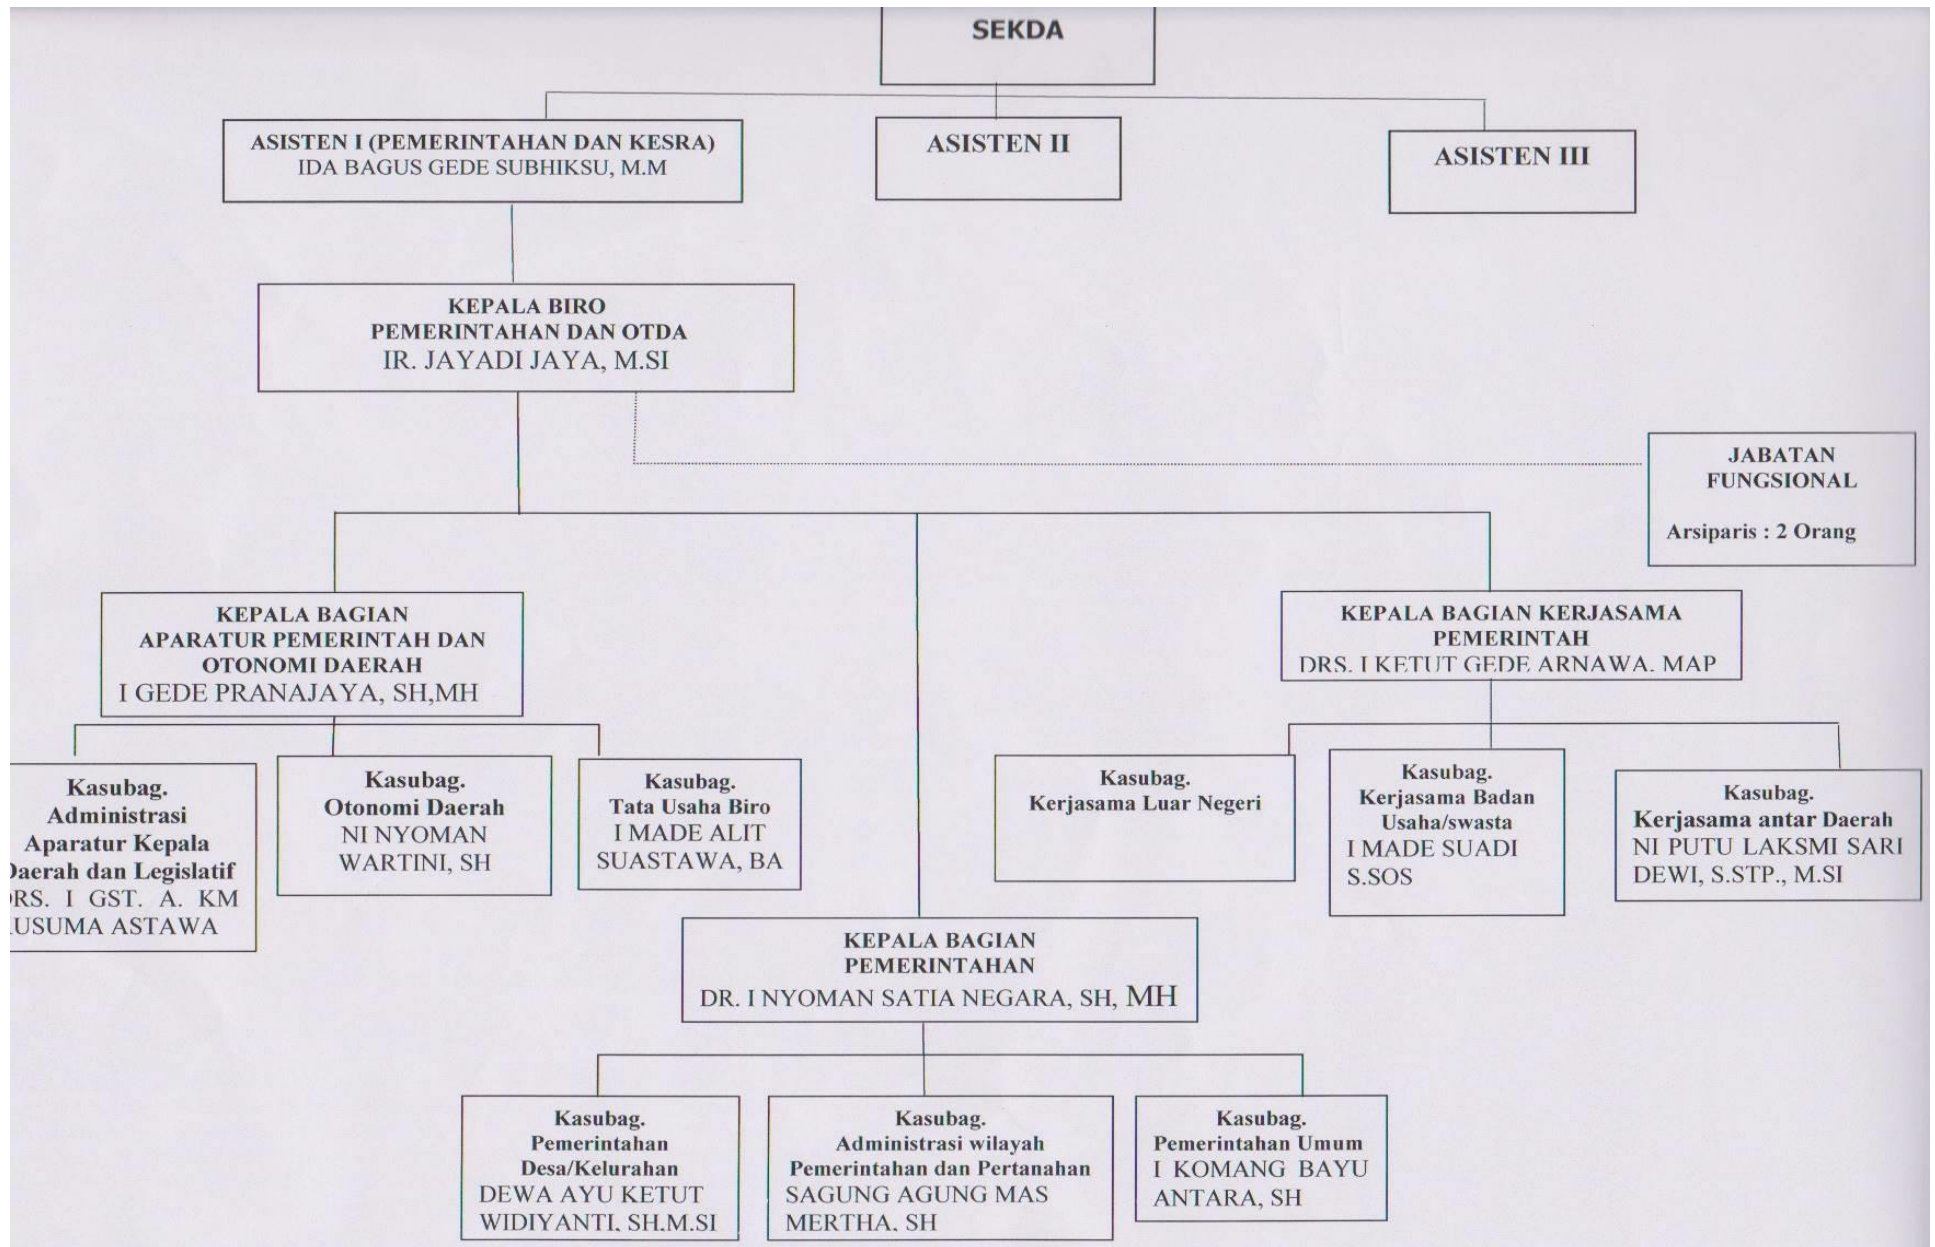 SEKDA
ASISTEN I (PEMERINTAHAN DAN KESRA)
IDA BAGUS GEDE SUBHIKSU, M.M
ASISTEN II
ASISTEN III
KEPALA BIRO
PEMERINTAHAN DAN OTDA
IR. JAYADI JAYA, M.SI
JABATAN
FUNGSIONAL
Arsiparis : 2 Orang
KEPALA BAGIAN
APARATUR PEMERINTAH DAN
OTONOMI DAERAH
I GEDE PRANAJAYA, SH,MH
KEPALA BAGIAN KERJASAMA
PEMERINTAH
DRS. I KETUT GEDE ARNAWA. MAP
Kasubag.
Administrasi
Aparatur Kepala
Daerah dan Legislatif
DRS. I GST. A. KM
USUMA ASTAWA
Kasubag.
Otonomi Daerah
NI NYOMAN
WARTINI, SH
Kasubag.
Tata Usaha Biro
I MADE ALIT
SUASTAWA, BA
Kasubag.
Kerjasama Luar Negeri
Kasubag.
Kerjasama Badan
Usaha/swasta
I MADE SUADI
S.SOS
Kasubag.
Kerjasama antar Daerah
NI PUTU LAKSMI SARI
DEWI, S.STP., M.SI
KEPALA BAGIAN
PEMERINTAHAN
DR. I NYOMAN SATIA NEGARA, SH, MH
Kasubag.
Pemerintahan
Desa/Kelurahan
DEWA AYU KETUT
WIDIYANTI, SH.M.SI
Kasubag.
Administrasi wilayah
Pemerintahan dan Pertanahan
SAGUNG AGUNG MAS
MERTHA. SH
Kasubag.
Pemerintahan Umum
I KOMANG BAYU
ANTARA, SH